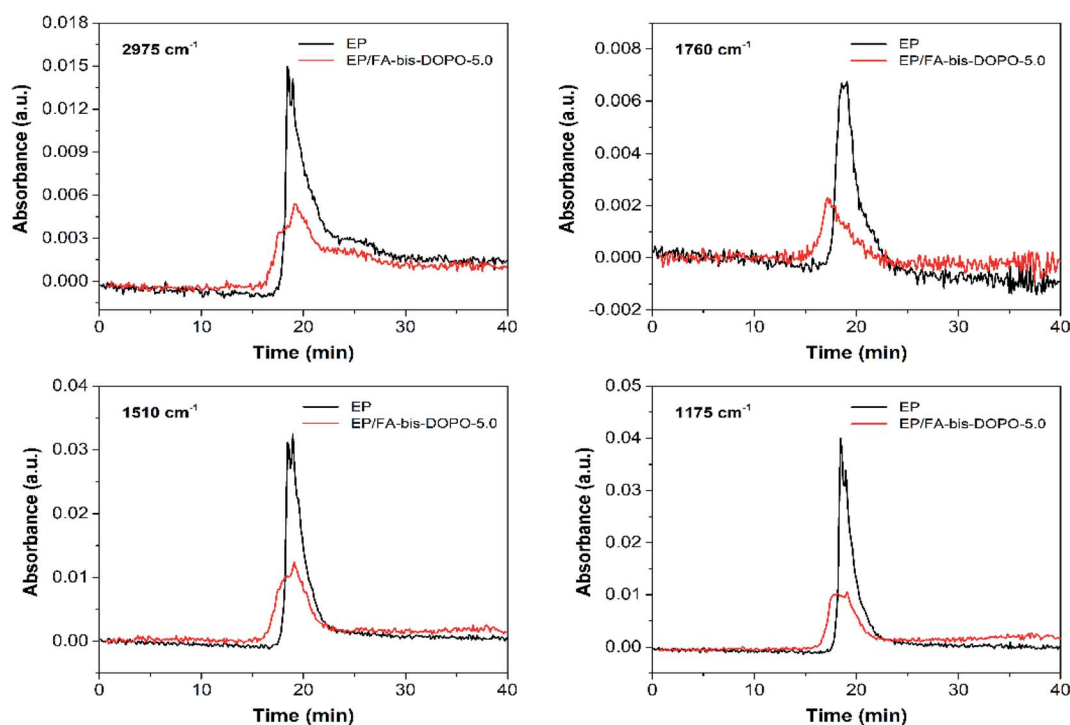 2975 cm⁻¹
EP
EP/FA-bis-DOPO-5.0
0.018
0.015
0.012
0.009
0.006
0.003
0.000
Absorbance (a.u.)
0
10
20
30
40
Time (min)
1760 cm⁻¹
EP
EP/FA-bis-DOPO-5.0
0.008
0.006
0.004
0.002
0.000
-0.002
Absorbance (a.u.)
0
10
20
30
40
Time (min)
1510 cm⁻¹
EP
EP/FA-bis-DOPO-5.0
0.04
0.03
0.02
0.01
0.00
Absorbance (a.u.)
0
10
20
30
40
Time (min)
1175 cm⁻¹
EP
EP/FA-bis-DOPO-5.0
0.05
0.04
0.03
0.02
0.01
0.00
Absorbance (a.u.)
0
10
20
30
40
Time (min)